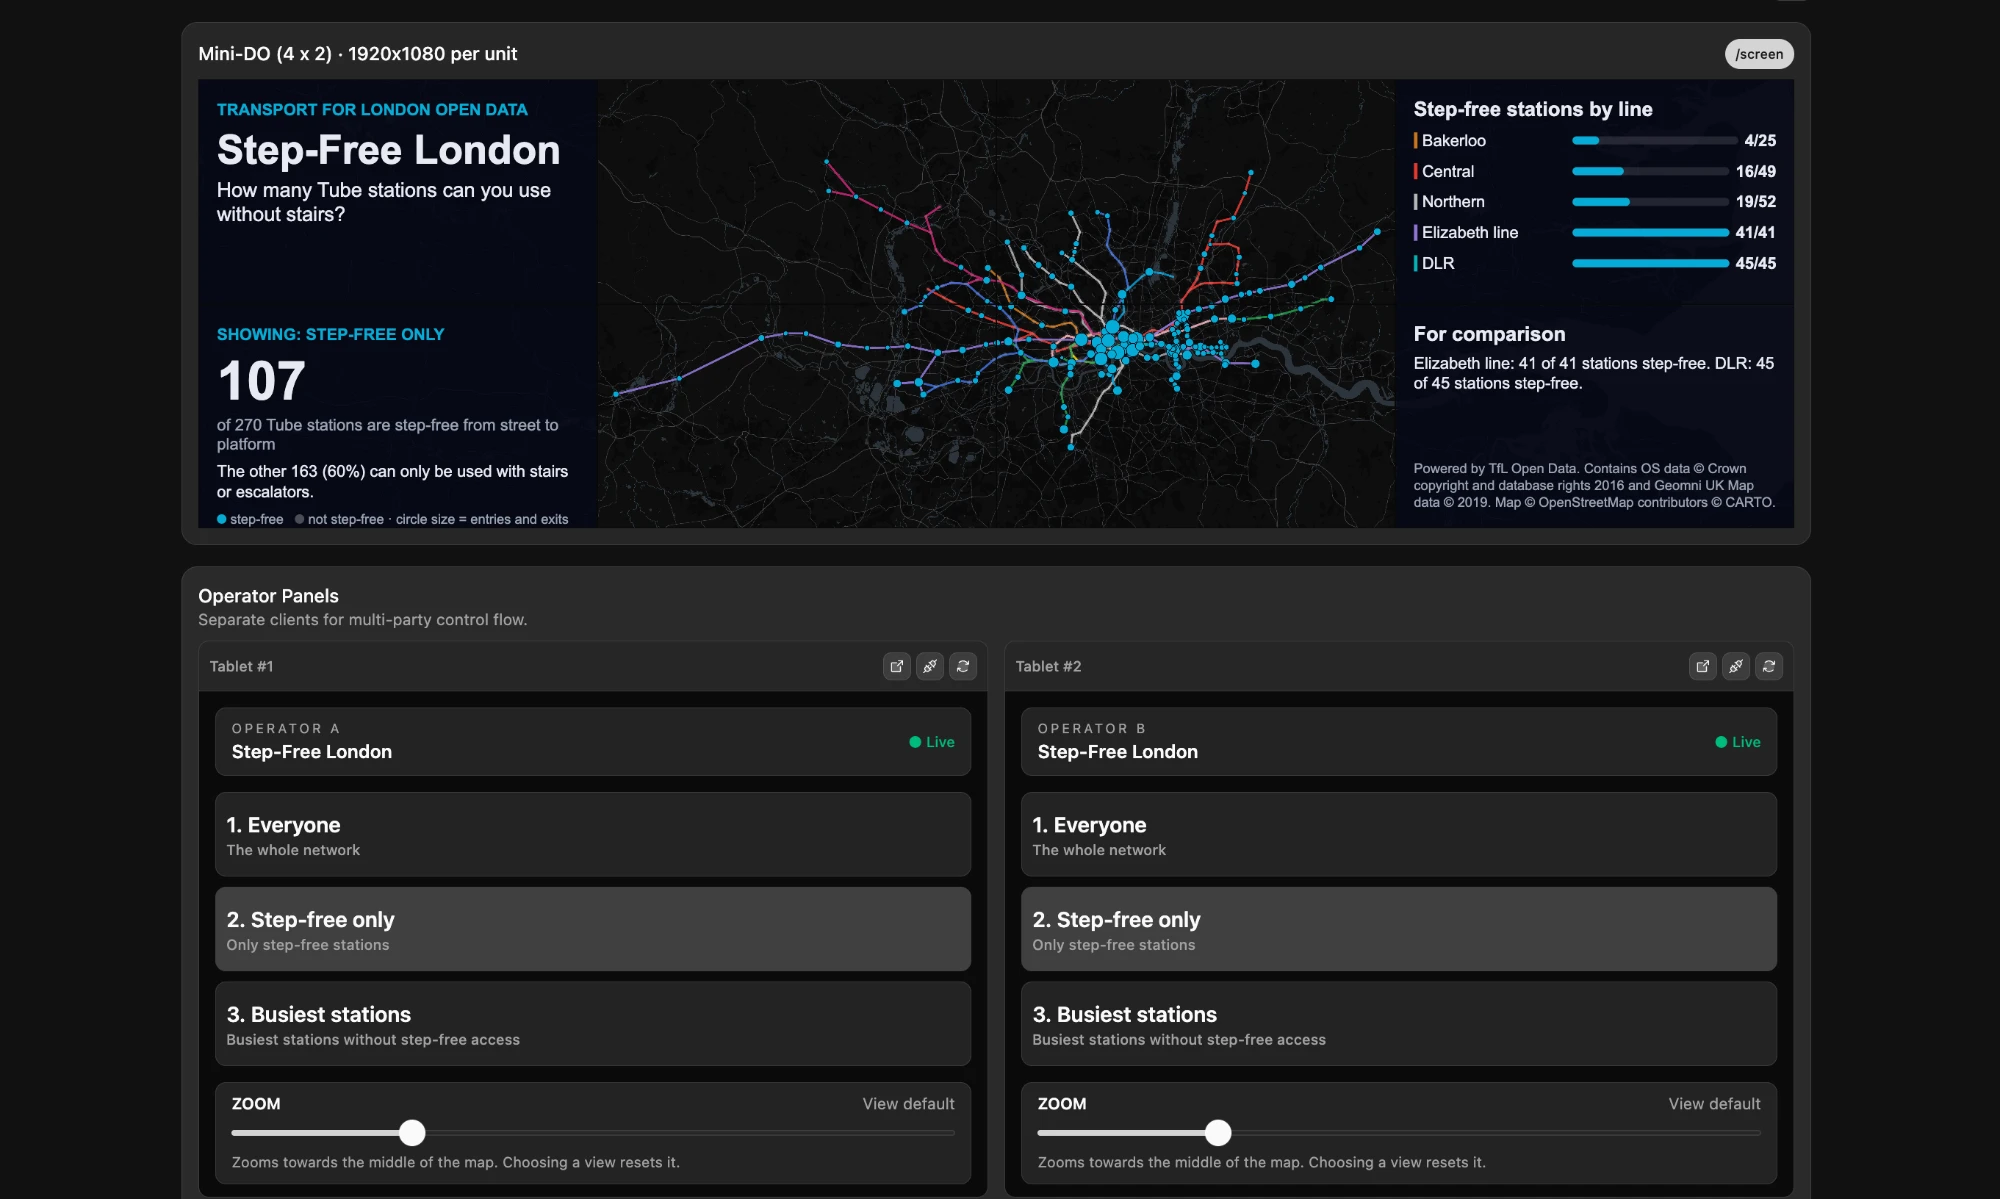 Mini-DO (4 x 2) · 1920x1080 per unit
/screen
TRANSPORT FOR LONDON OPEN DATA
Step-Free London
How many Tube stations can you use
without stairs?
SHOWING: STEP-FREE ONLY
107
of 270 Tube stations are step-free from street to
platform
The other 163 (60%) can only be used with stairs
or escalators.
step-free not step-free · circle size = entries and exits
Step-free stations by line
Bakerloo 4/25
Central 16/49
Northern 19/52
Elizabeth line 41/41
DLR 45/45
For comparison
Elizabeth line: 41 of 41 stations step-free. DLR: 45
of 45 stations step-free.
Powered by TfL Open Data. Contains OS data © Crown
copyright and database rights 2016 and Geomni UK Map
data © 2019. Map © OpenStreetMap contributors © CARTO.
Operator Panels
Separate clients for multi-party control flow.
Tablet #1
OPERATOR A
Step-Free London
Live
1. Everyone
The whole network
2. Step-free only
Only step-free stations
3. Busiest stations
Busiest stations without step-free access
ZOOM
View default
Zooms towards the middle of the map. Choosing a view resets it.
Tablet #2
OPERATOR B
Step-Free London
Live
1. Everyone
The whole network
2. Step-free only
Only step-free stations
3. Busiest stations
Busiest stations without step-free access
ZOOM
View default
Zooms towards the middle of the map. Choosing a view resets it.